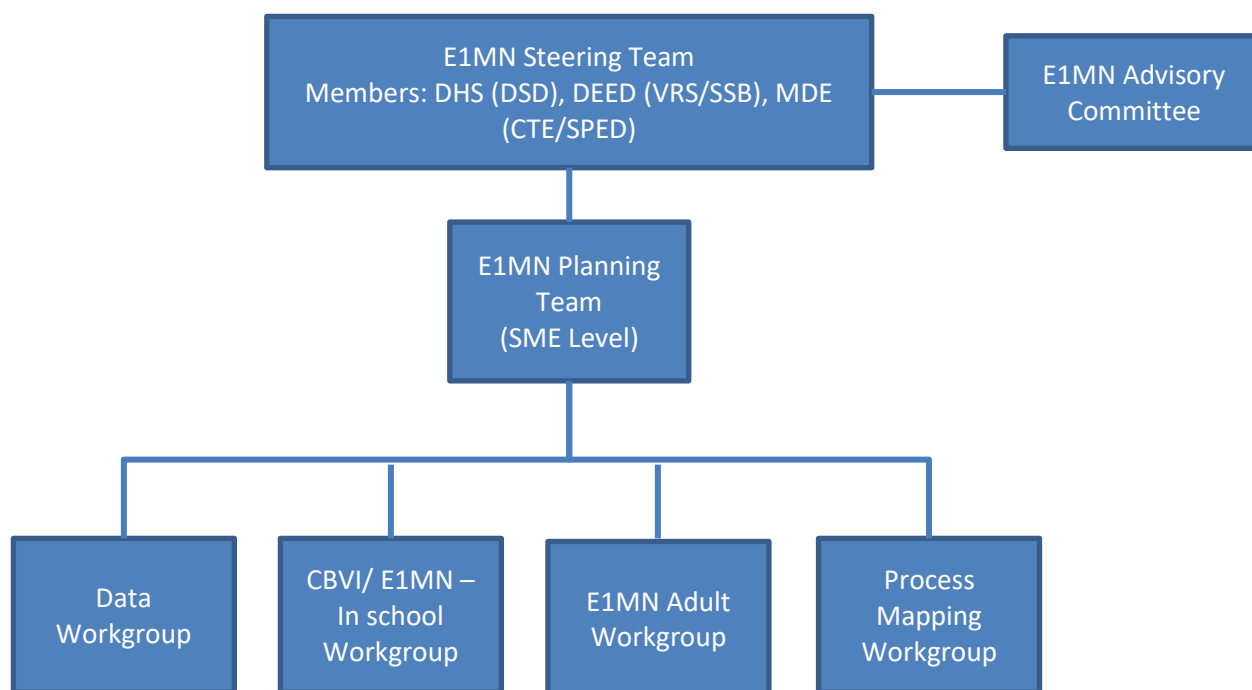 E1MN Steering Team
Members: DHS (DSD), DEED (VRS/SSB), MDE
(CTE/SPED)
E1MN Advisory
Committee
E1MN Planning
Team
(SME Level)
Data
Workgroup
CBVI/ E1MN –
In school
Workgroup
E1MN Adult
Workgroup
Process
Mapping
Workgroup